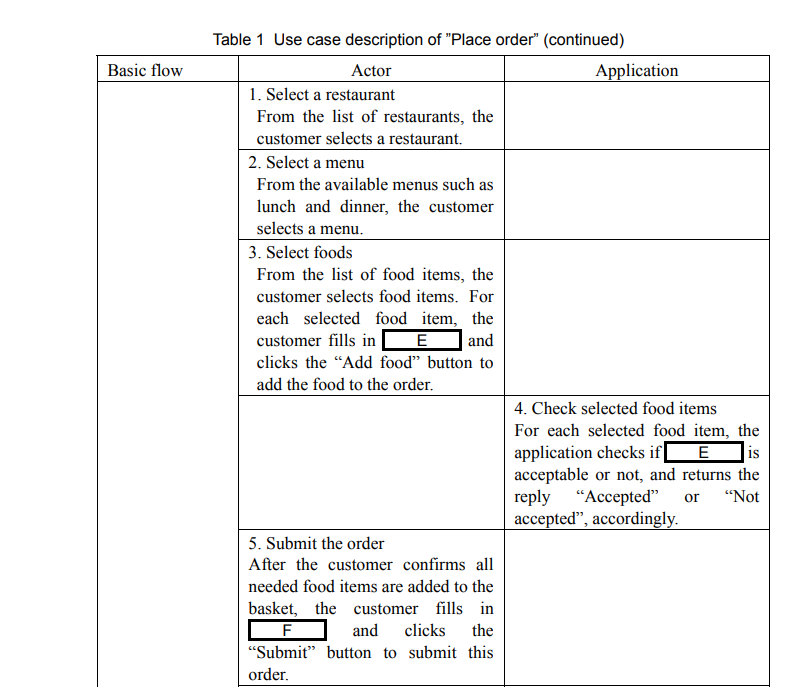 Table 1 Use case description of ”Place order” (continued)
Basic flow Actor Application
1. Select a restaurant
From the list of restaurants, the
customer selects a restaurant.
2. Select a menu
From the available menus such as
lunch and dinner, the customer
selects a menu.
3. Select foods
From the list of food items, the
customer selects food items. For
each selected food item, the
customer fills in E and
clicks the “Add food” button to
add the food to the order.
4. Check selected food items
For each selected food item, the
application checks if E is
acceptable or not, and returns the
reply “Accepted” or “Not
accepted”, accordingly.
5. Submit the order
After the customer confirms all
needed food items are added to the
basket, the customer fills in
F and clicks the
“Submit” button to submit this
order.